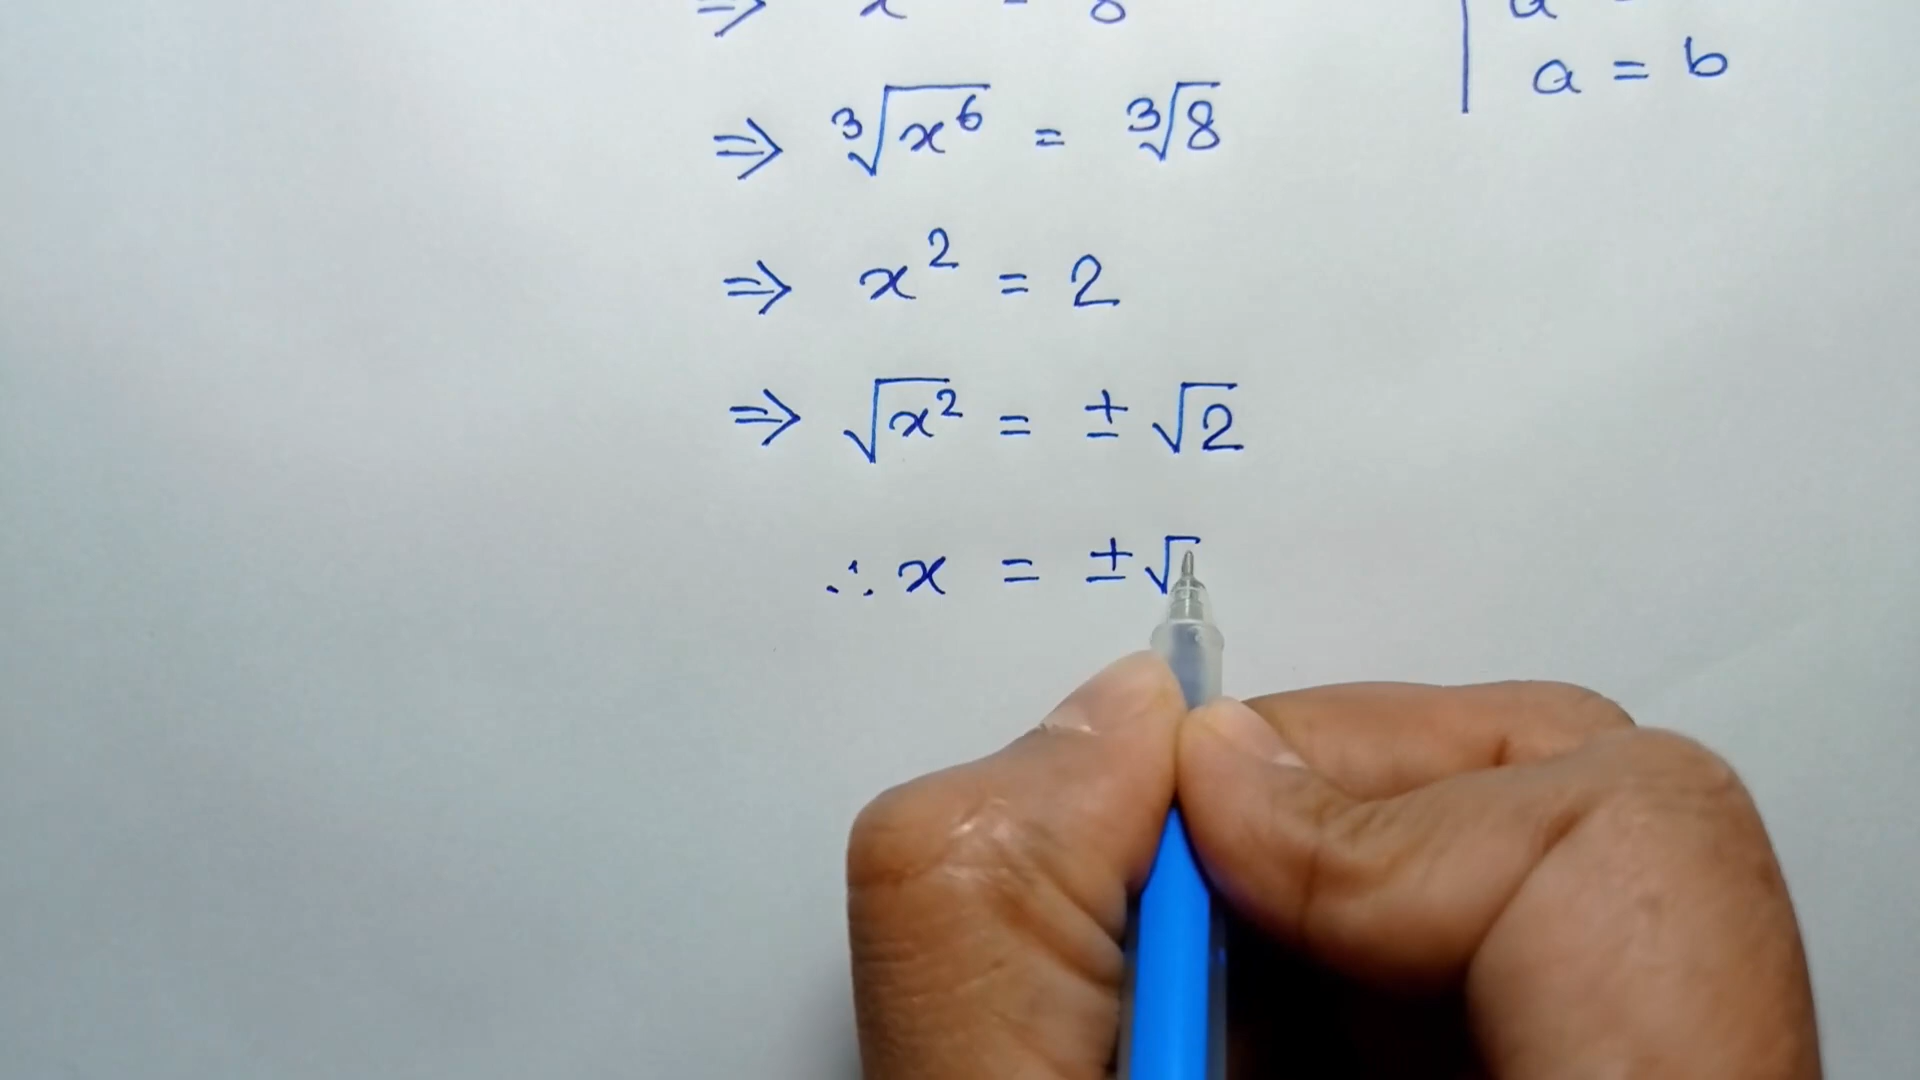 a = b
⇒ ∛x⁶ = ∛8
⇒ x² = 2
⇒ √x² = ± √2
∴ x = ± √